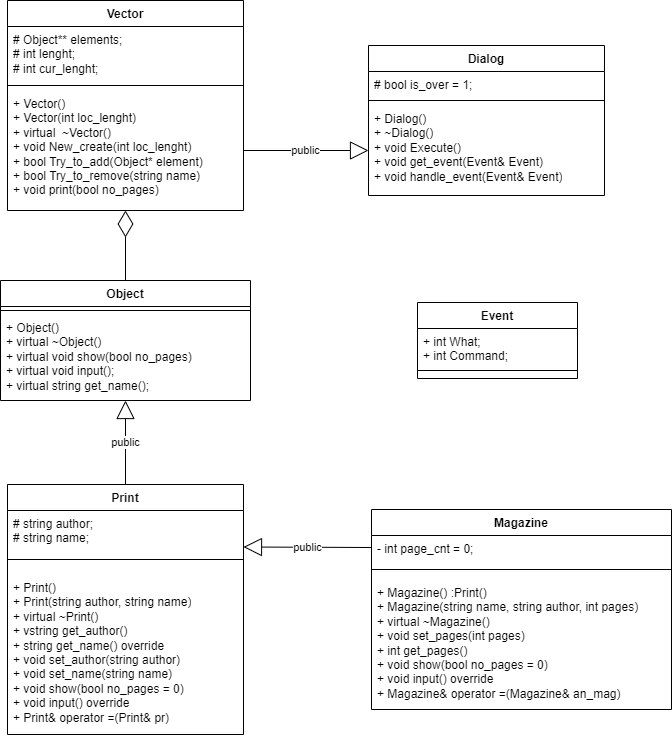 Vector
# Object** elements;
# int lenght;
# int cur_lenght;
+ Vector()
+ Vector(int loc_lenght)
+ virtual  ~Vector()
+ void New_create(int loc_lenght)
+ bool Try_to_add(Object* element)
+ bool Try_to_remove(string name)
+ void print(bool no_pages)
public
Dialog
# bool is_over = 1;
+ Dialog()
+ ~Dialog()
+ void Execute()
+ void get_event(Event& Event)
+ void handle_event(Event& Event)
Object
+ Object()
+ virtual ~Object()
+ virtual void show(bool no_pages)
+ virtual void input();
+ virtual string get_name();
Event
+ int What;
+ int Command;
public
Print
# string author;
# string name;
+ Print()
+ Print(string author, string name)
+ virtual ~Print()
+ vstring get_author()
+ string get_name() override
+ void set_author(string author)
+ void set_name(string name)
+ void show(bool no_pages = 0)
+ void input() override
+ Print& operator =(Print& pr)
public
Magazine
- int page_cnt = 0;
+ Magazine() :Print()
+ Magazine(string name, string author, int pages)
+ virtual ~Magazine()
+ void set_pages(int pages)
+ int get_pages()
+ void show(bool no_pages = 0)
+ void input() override
+ Magazine& operator =(Magazine& an_mag)